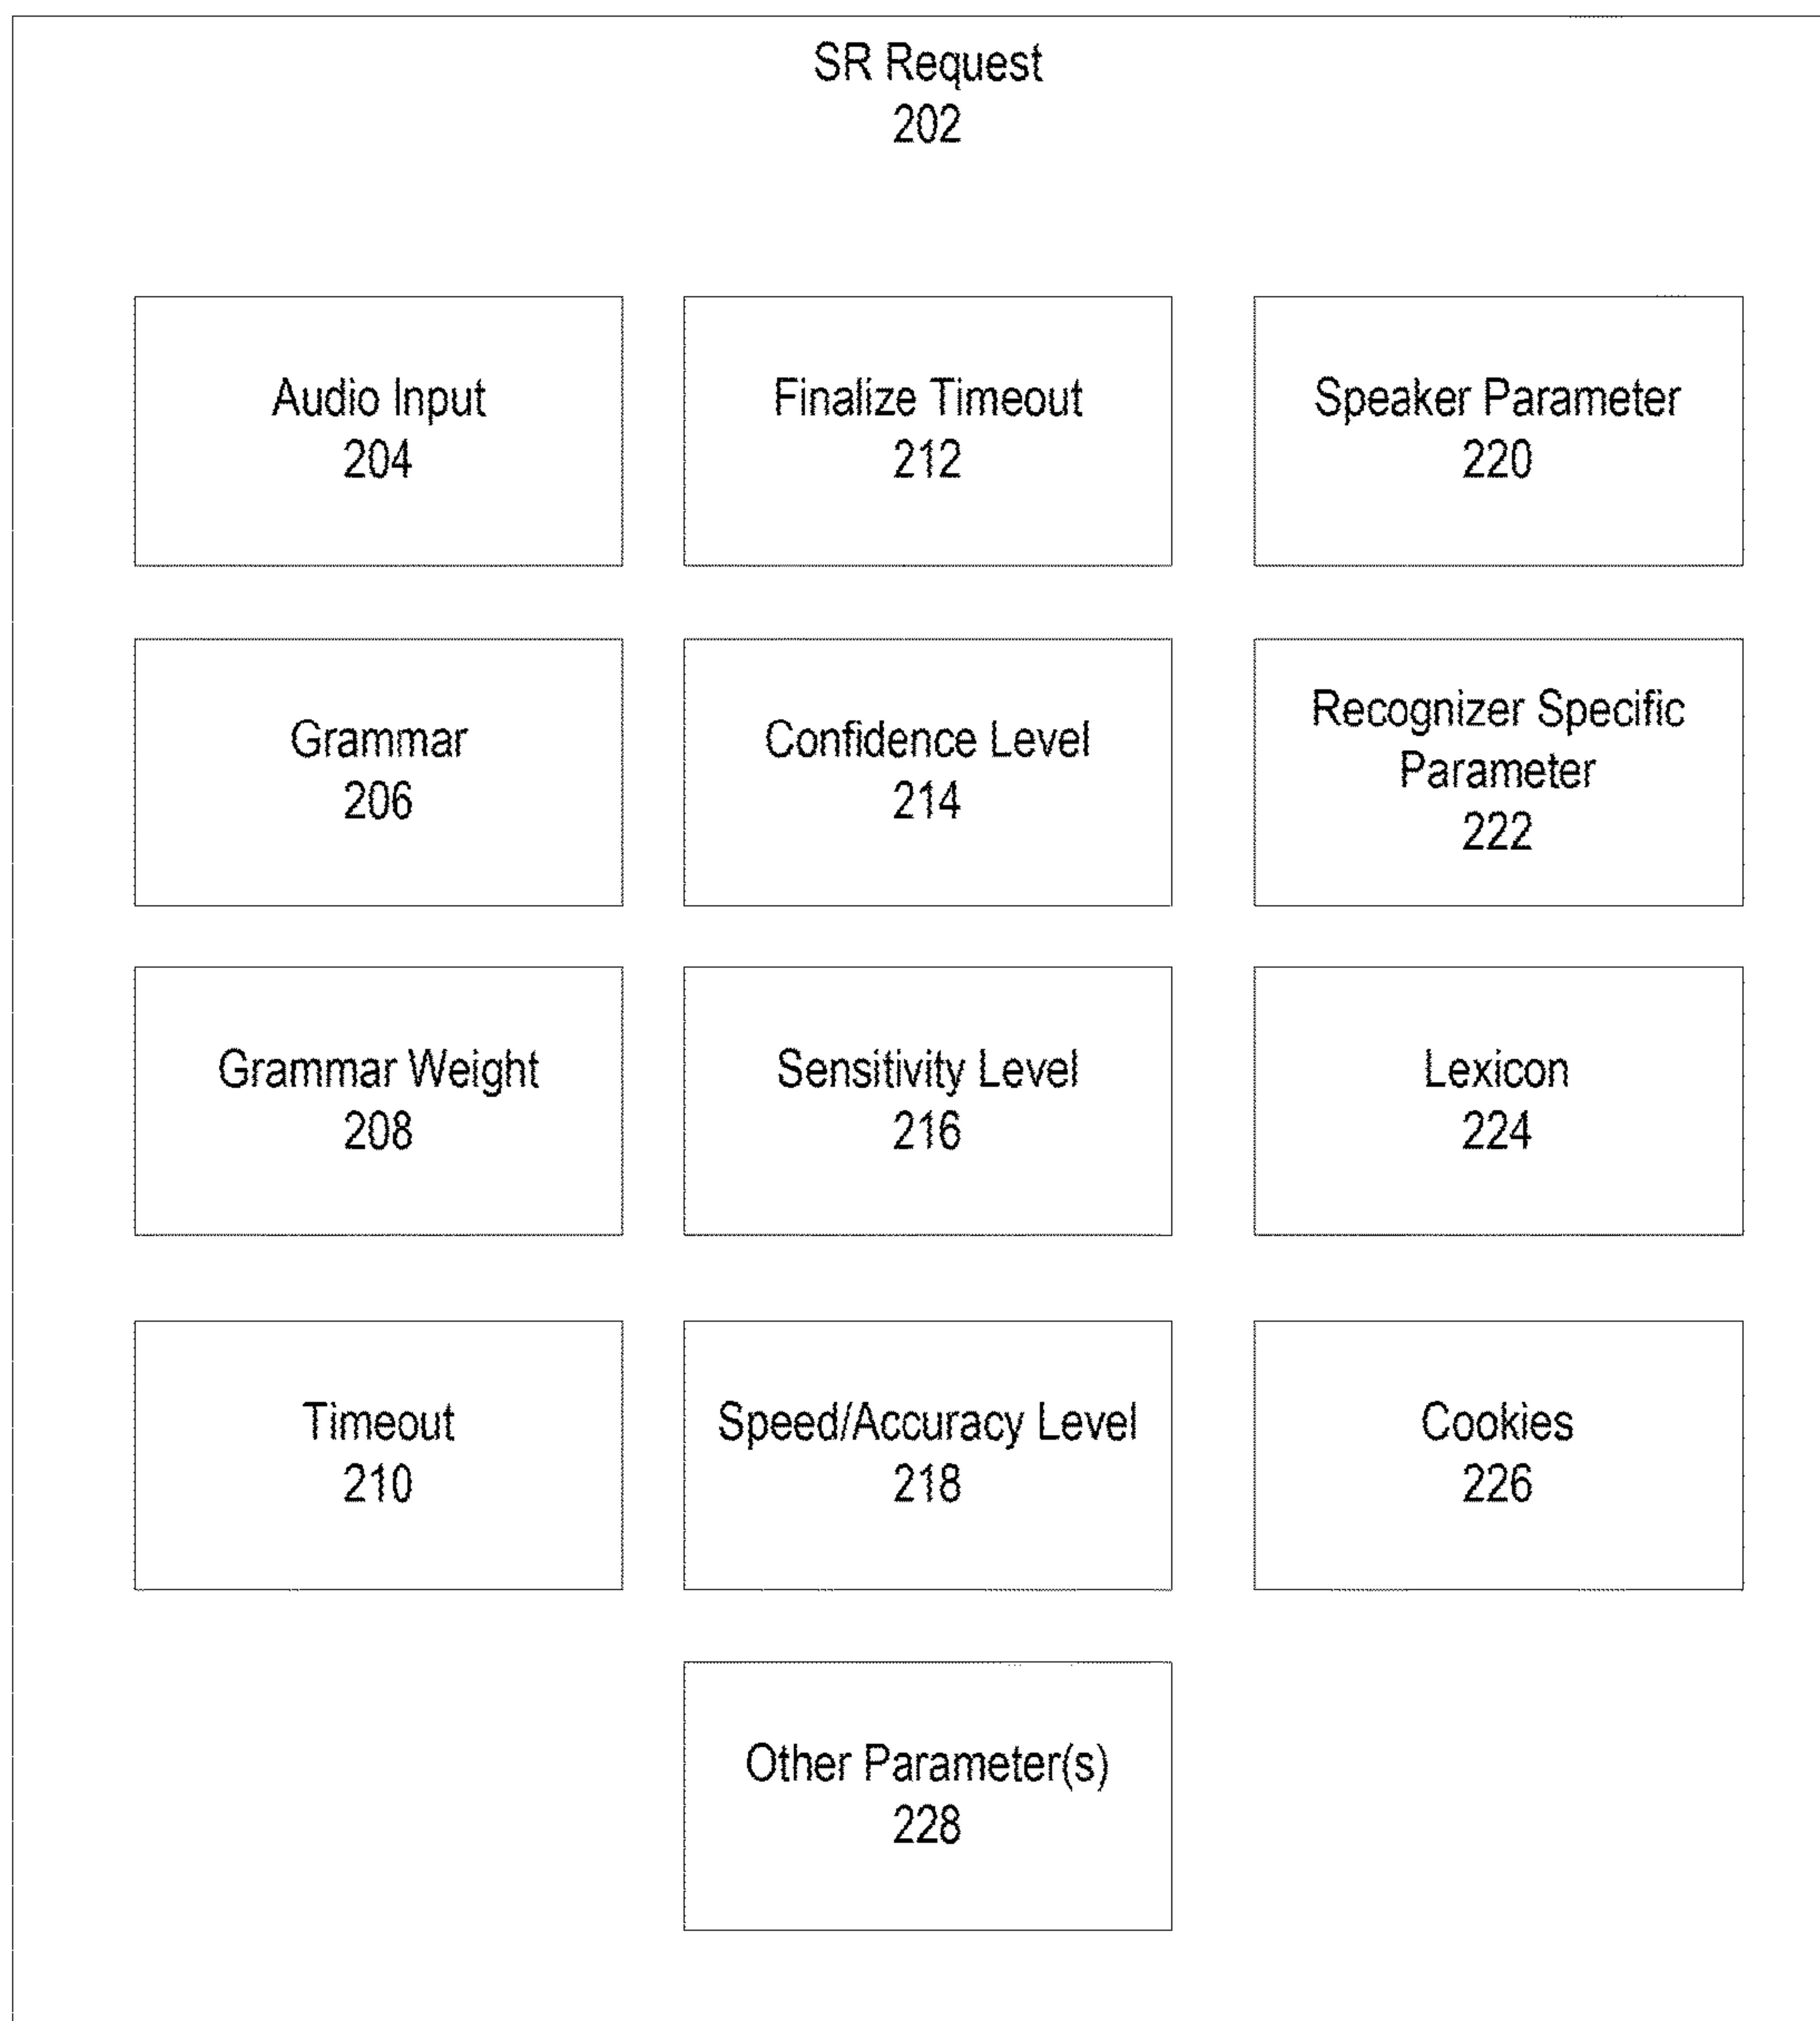 SR Request
202
Audio Input
204
Finalize Timeout
212
Speaker Parameter
220
Grammar
206
Confidence Level
214
Recognizer Specific
Parameter
222
Grammar Weight
208
Sensitivity Level
216
Lexicon
224
Timeout
210
Speed/Accuracy Level
218
Cookies
226
Other Parameter(s)
228